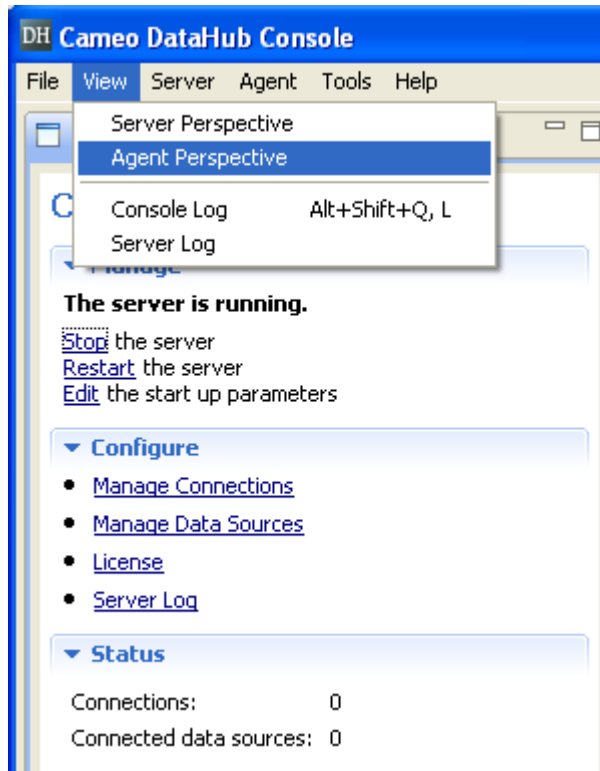 DH Cameo DataHub Console
File View Server Agent Tools Help
Server Perspective
Agent Perspective
Console Log Alt+Shift+Q, L
Server Log
C
Manage
The server is running.
Stop the server
Restart the server
Edit the start up parameters
Configure
• Manage Connections
• Manage Data Sources
• License
• Server Log
Status
Connections: 0
Connected data sources: 0